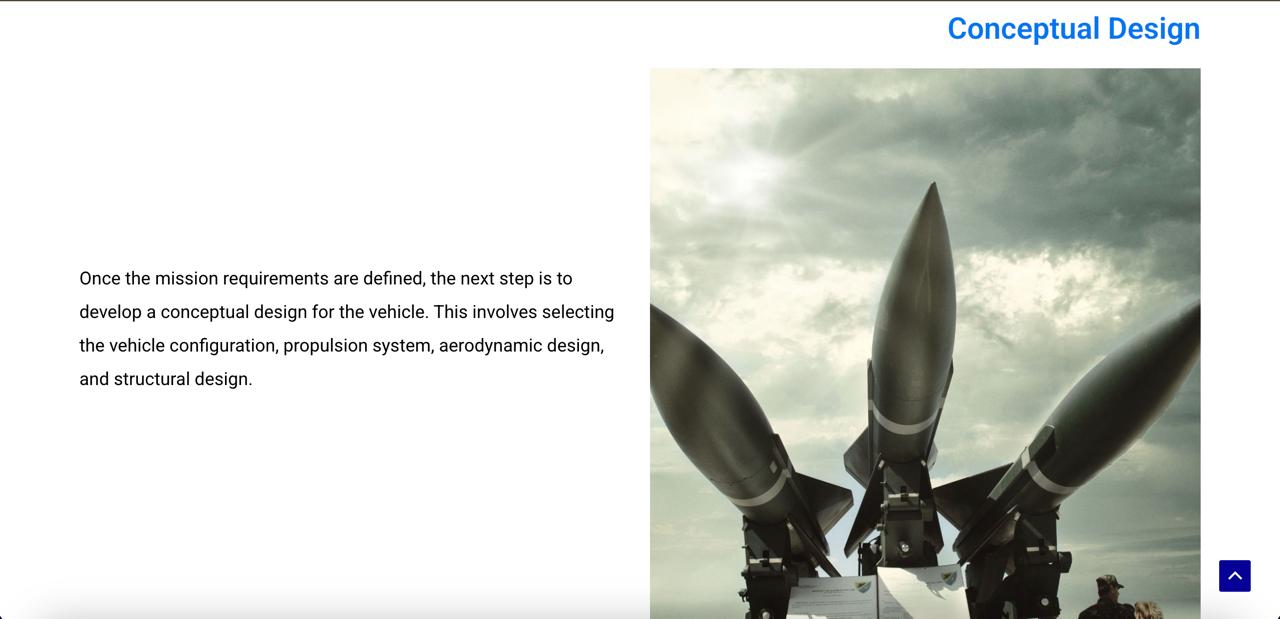 Conceptual Design
Once the mission requirements are defined, the next step is to
develop a conceptual design for the vehicle. This involves selecting
the vehicle configuration, propulsion system, aerodynamic design,
and structural design.